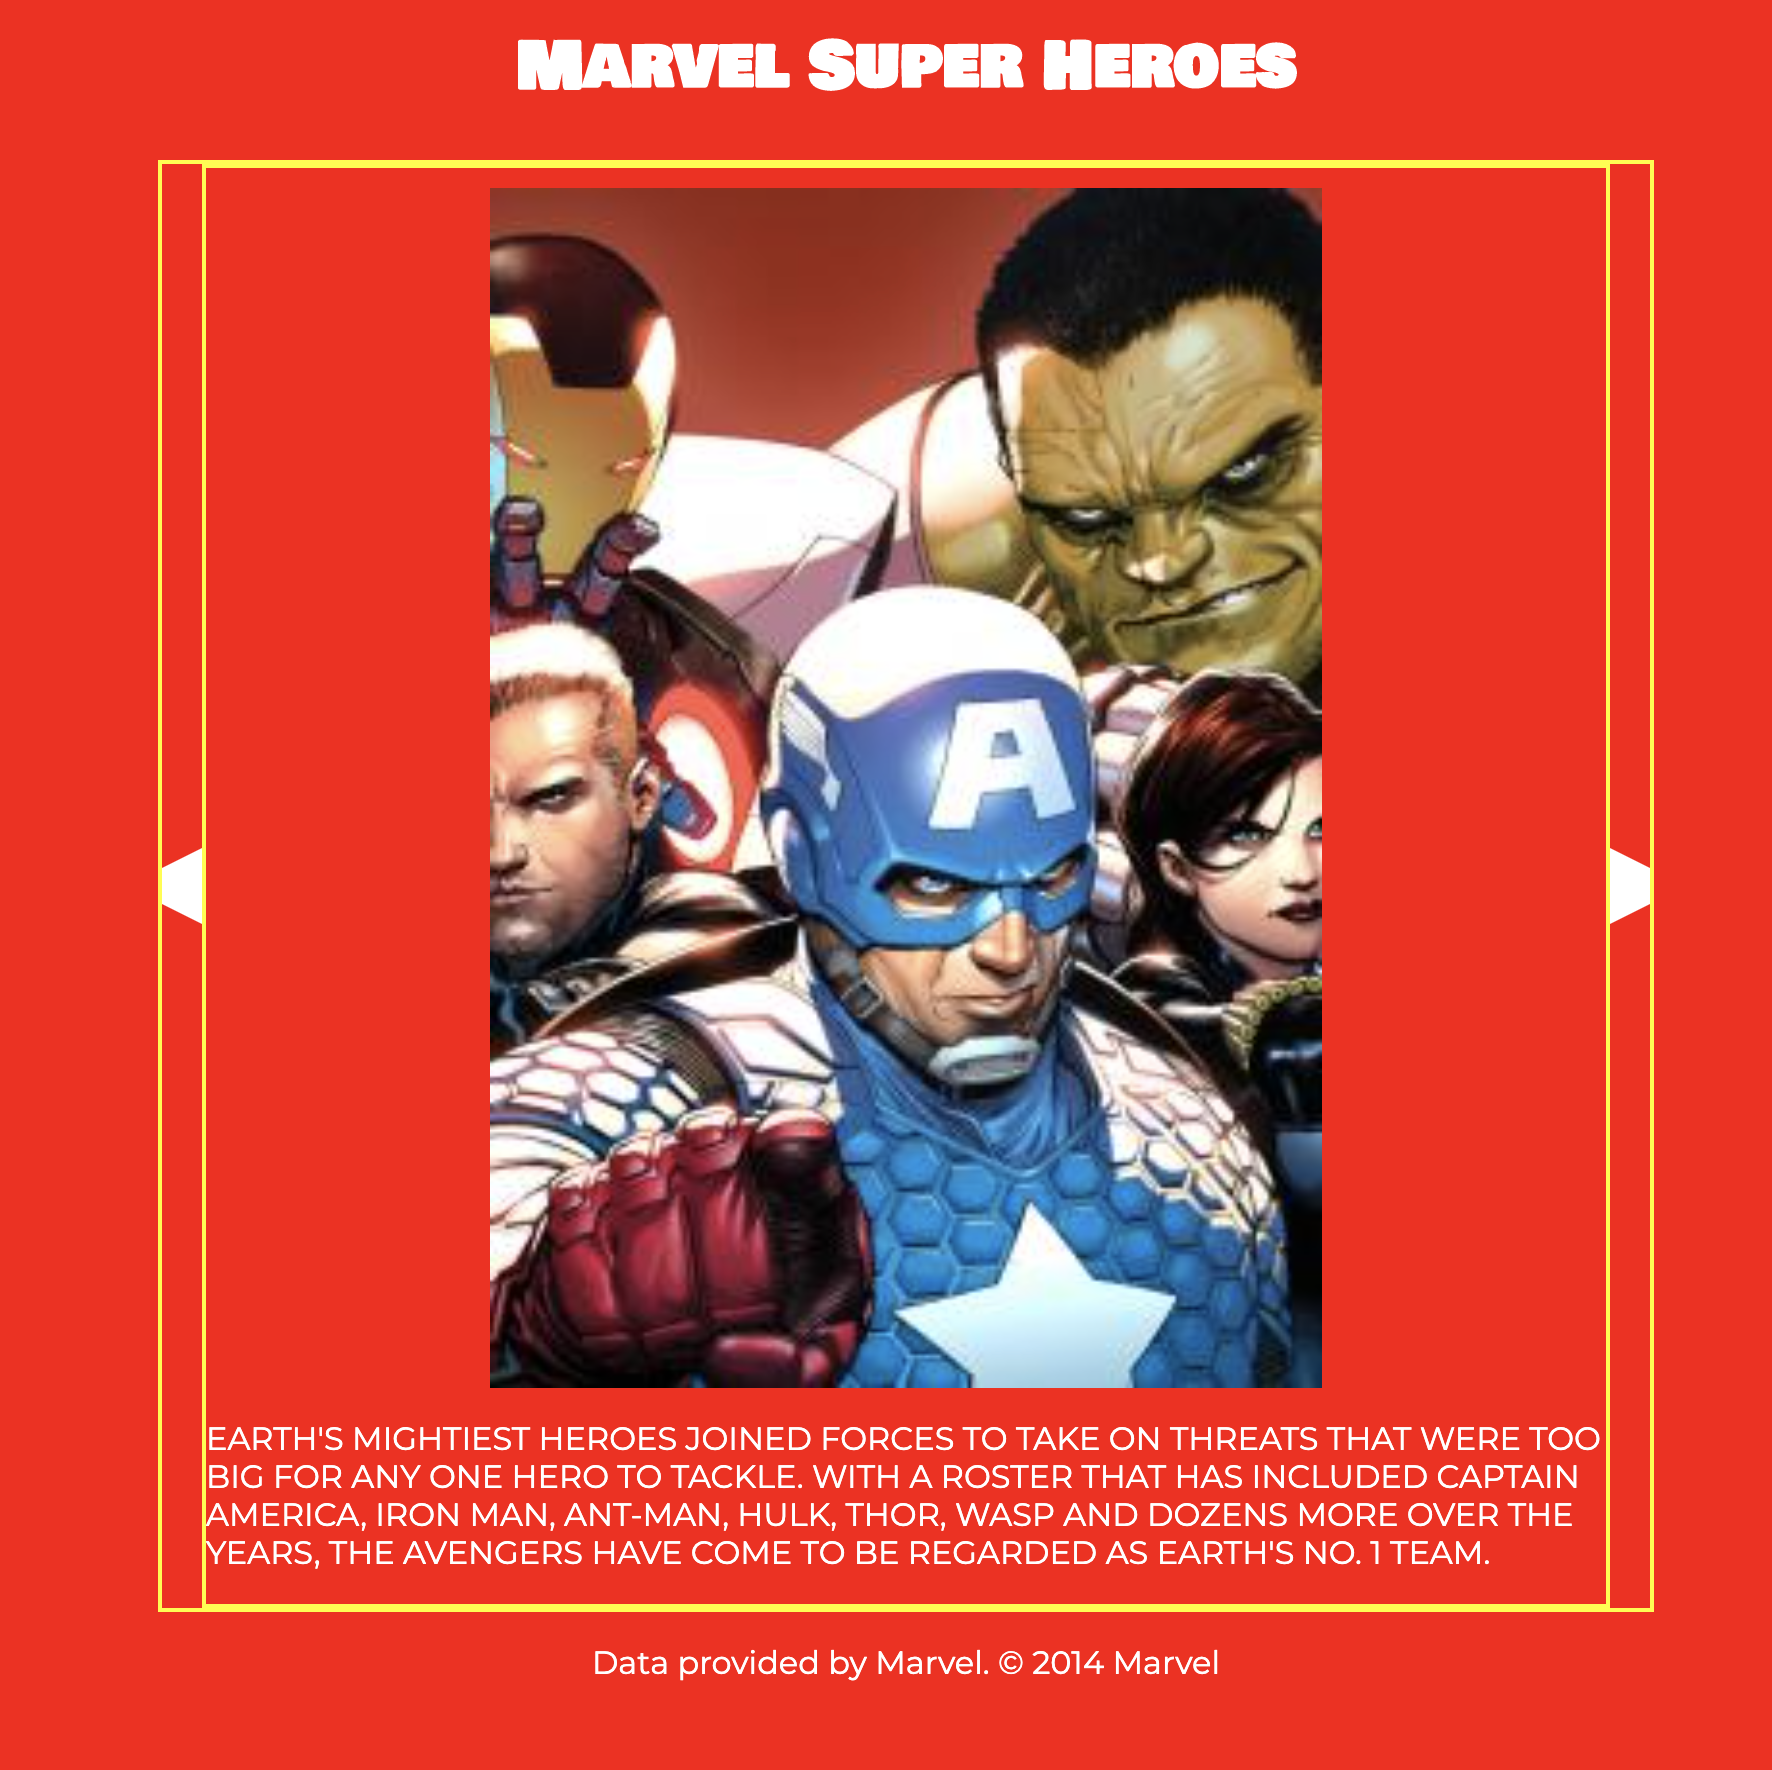 Marvel Super Heroes
A
EARTH'S MIGHTIEST HEROES JOINED FORCES TO TAKE ON THREATS THAT WERE TOO
BIG FOR ANY ONE HERO TO TACKLE. WITH A ROSTER THAT HAS INCLUDED CAPTAIN
AMERICA, IRON MAN, ANT-MAN, HULK, THOR, WASP AND DOZENS MORE OVER THE
YEARS, THE AVENGERS HAVE COME TO BE REGARDED AS EARTH'S NO. 1 TEAM.
Data provided by Marvel. © 2014 Marvel